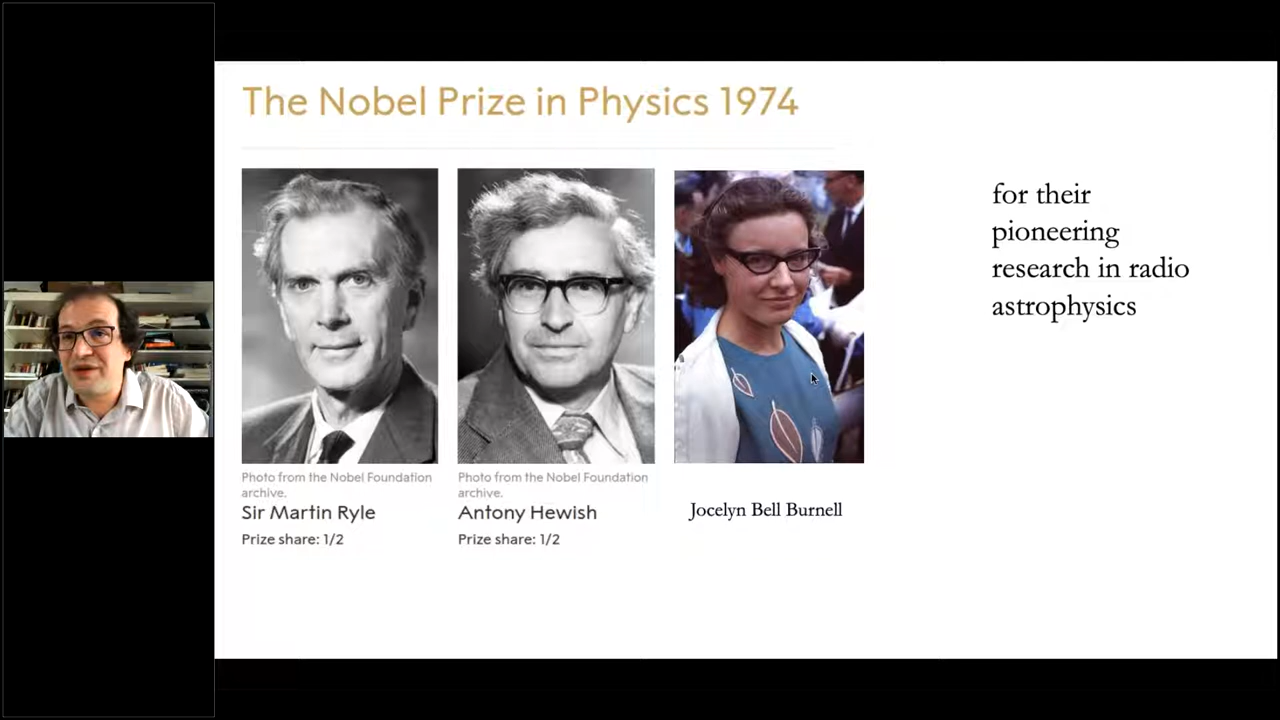 The Nobel Prize in Physics 1974
for their
pioneering
research in radio
astrophysics
Photo from the Nobel Foundation
archive.
Sir Martin Ryle
Prize share: 1/2
Photo from the Nobel Foundation
archive.
Antony Hewish
Prize share: 1/2
Jocelyn Bell Burnell